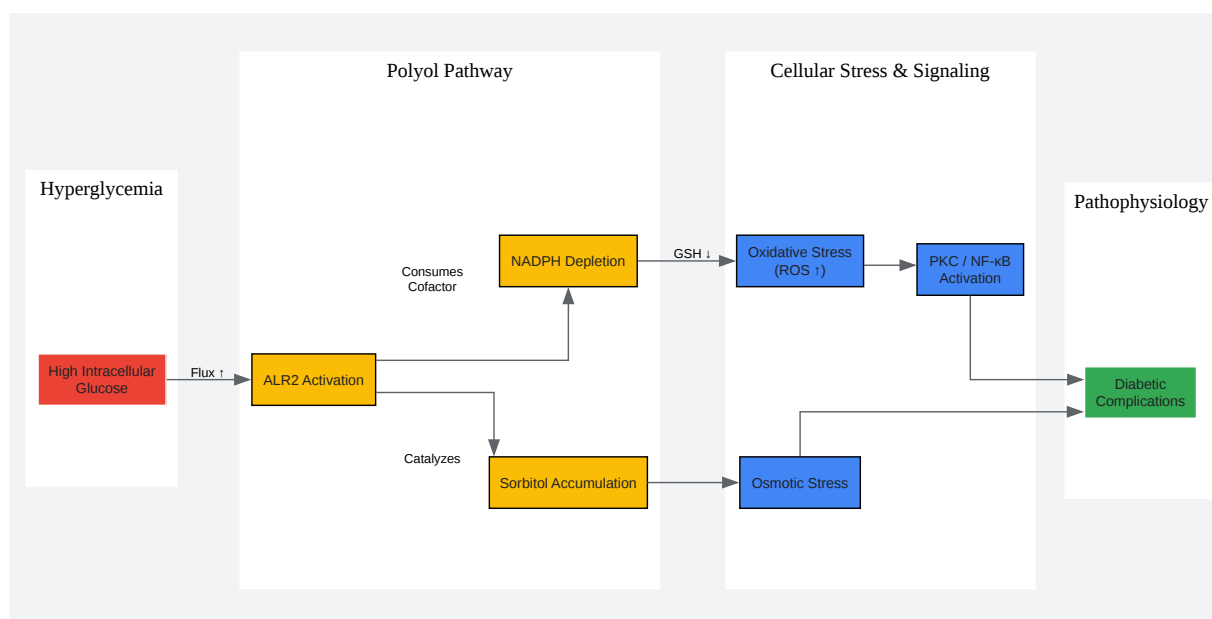 Polyol Pathway
Cellular Stress & Signaling
Hyperglycemia
Pathophysiology
NADPH Depletion
GSH ↓
Oxidative Stress
(ROS ↑)
PKC / NF-κB
Activation
Consumes
Cofactor
High Intracellular
Glucose
Flux ↑
ALR2 Activation
Diabetic
Complications
Catalyzes
Sorbitol Accumulation
Osmotic Stress